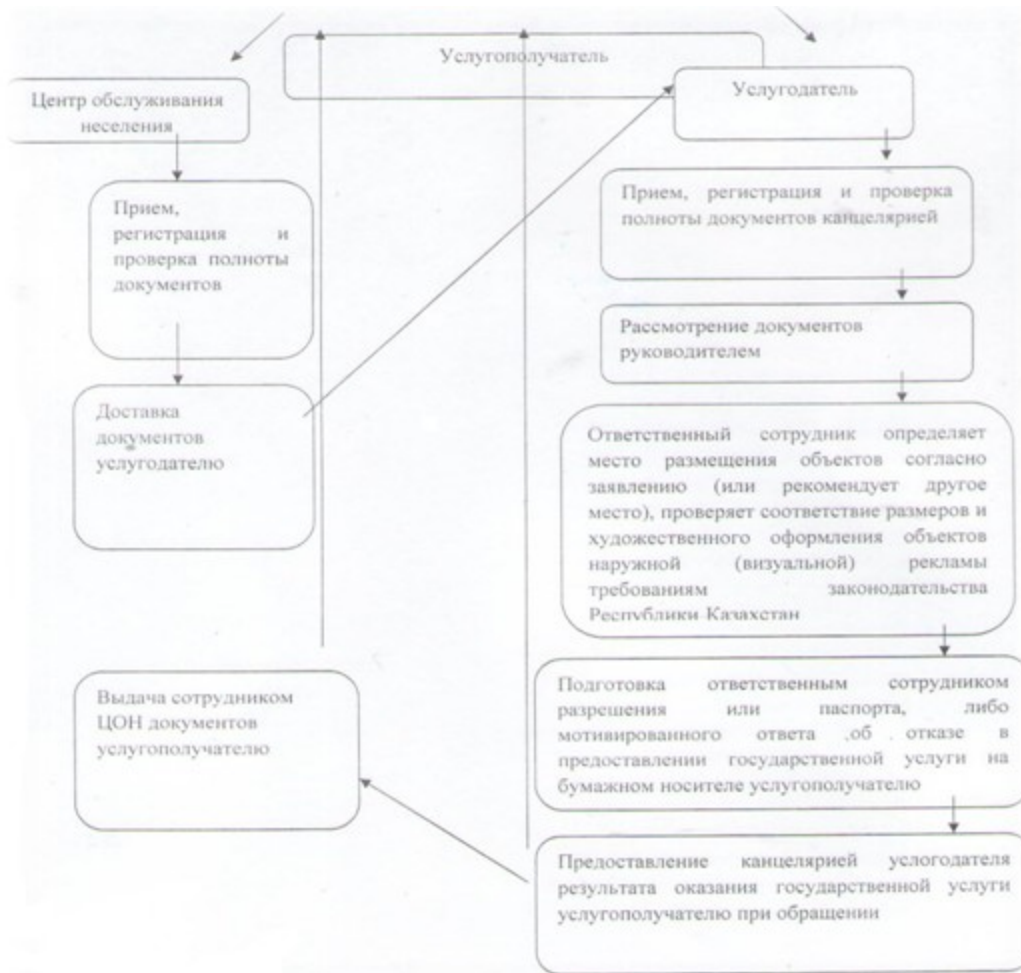 Услугополучатель
Центр обслуживания
неселения
Услугодатель
Прием,
регистрация и
проверка полноты
документов
Прием, регистрация и проверка
полноты документов канцелярией
Рассмотрение документов
руководителем
Доставка
документов
услугодателю
Ответственный сотрудник определяет
место размещения объектов согласно
заявлению (или рекомендует другое
место), проверяет соответствие размеров и
художественного оформления объектов
наружной (визуальной) рекламы
требованиям законодательства
Республики Казахстан
Выдача сотрудником
ЦОН документов
услугополучателю
Подготовка ответственным сотрудником
разрешения или паспорта, либо
мотивированного ответа об отказе в
предоставлении государственной услуги на
бумажном носителе услугополучателю
Предоставление канцелярией услогодателя
результата оказания государственной услуги
услугополучателю при обращении